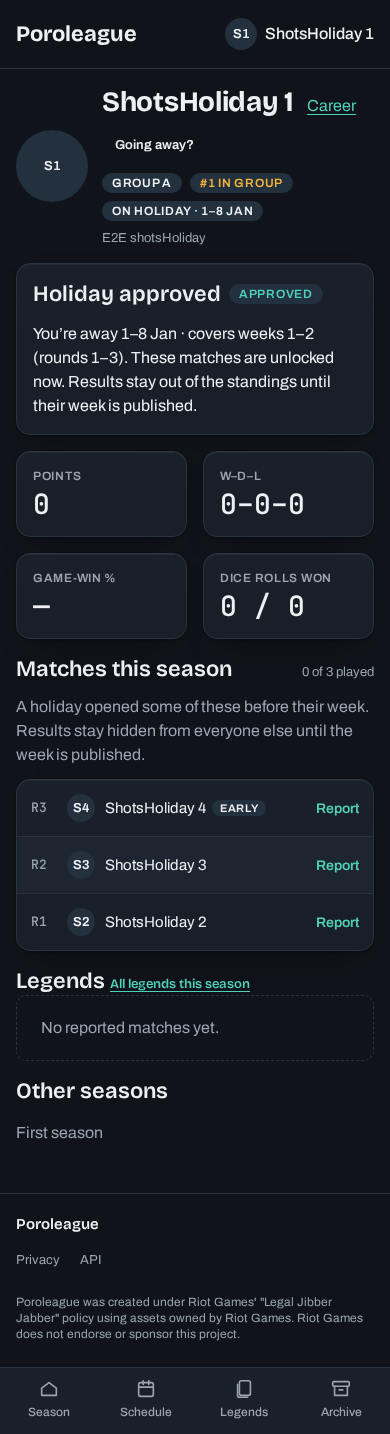 Poroleague
S1 ShotsHoliday 1
ShotsHoliday 1 Career
S1
Going away?
GROUP A #1 IN GROUP
ON HOLIDAY · 1–8 JAN
E2E shotsHoliday
Holiday approved APPROVED
You're away 1–8 Jan · covers weeks 1–2
(rounds 1–3). These matches are unlocked
now. Results stay out of the standings until
their week is published.
POINTS
0
W–D–L
0–0–0
GAME-WIN %
—
DICE ROLLS WON
0 / 0
Matches this season 0 of 3 played
A holiday opened some of these before their week.
Results stay hidden from everyone else until the
week is published.
R3 S4 ShotsHoliday 4 EARLY Report
R2 S3 ShotsHoliday 3 Report
R1 S2 ShotsHoliday 2 Report
Legends All legends this season
No reported matches yet.
Other seasons
First season
Poroleague
Privacy API
Poroleague was created under Riot Games' "Legal Jibber
Jabber" policy using assets owned by Riot Games. Riot Games
does not endorse or sponsor this project.
Season Schedule Legends Archive